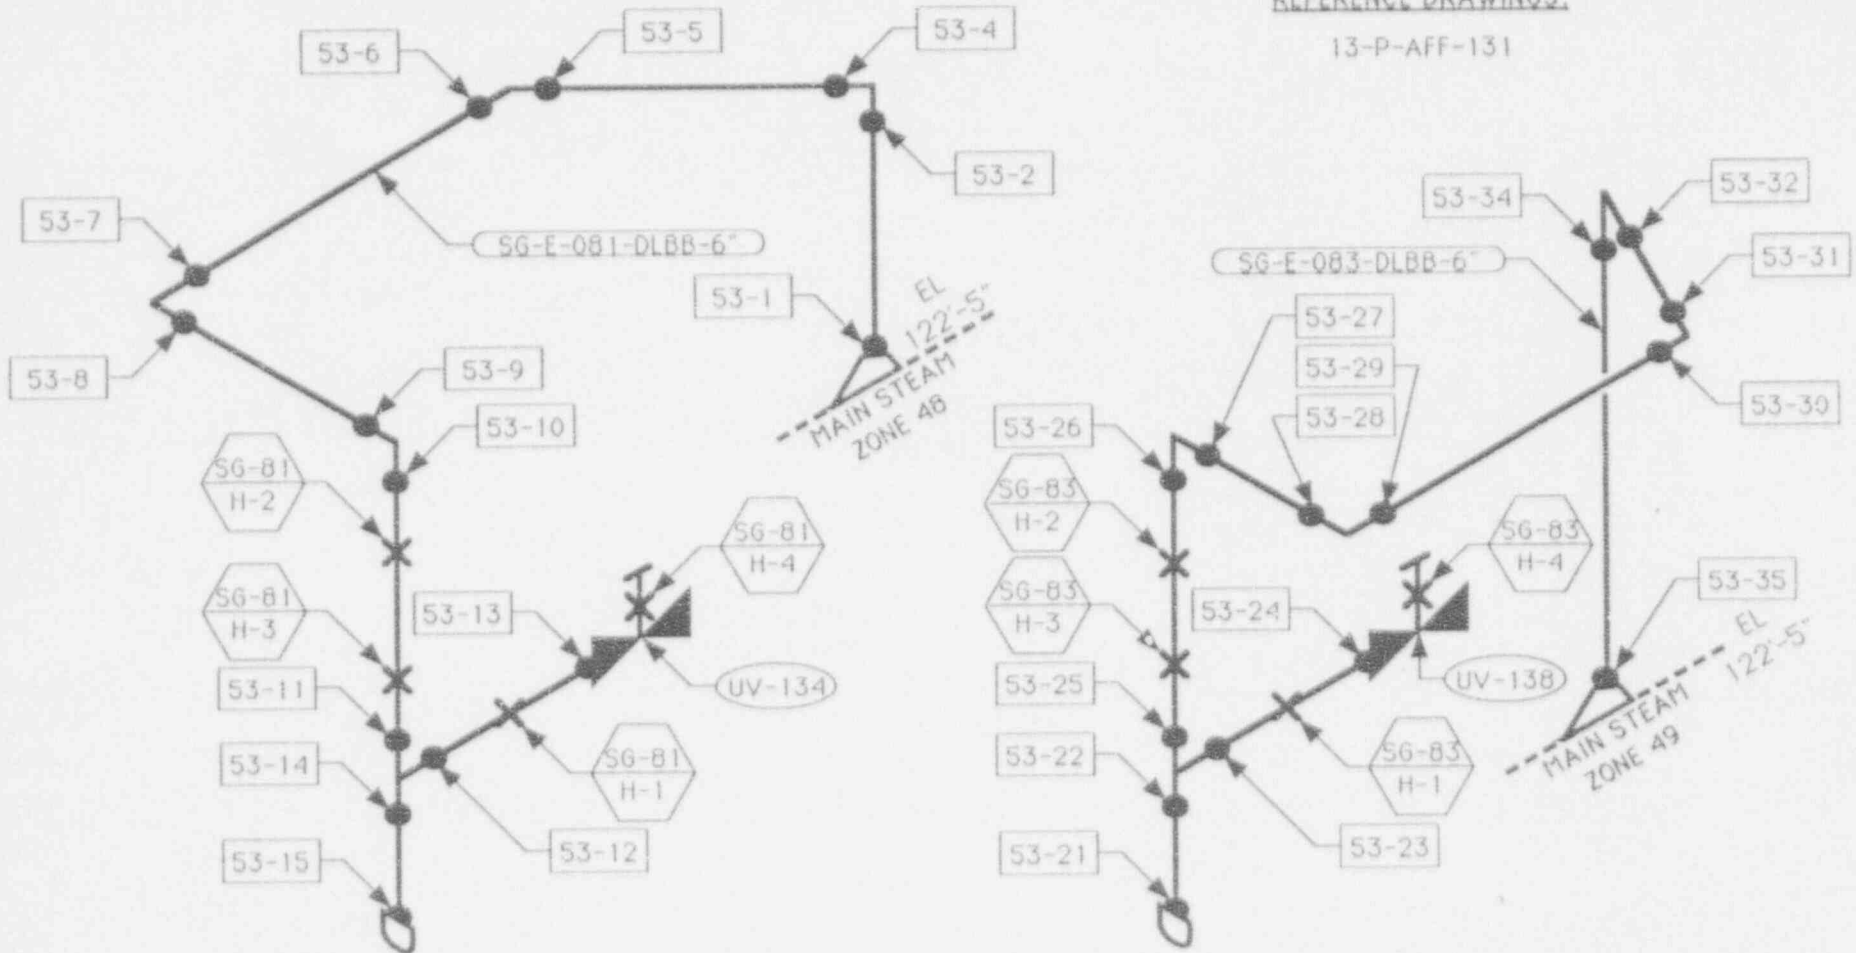 REFERENCE DRAWINGS:
13-P-AFF-131
53-6
53-5
53-4
53-2
53-7
SG-E-081-DLBB-6"
53-1
EL
122'-5"
MAIN STEAM
ZONE 48
53-8
53-9
53-10
SG-81
H-2
SG-81
H-3
SG-81
H-4
53-13
53-11
UV-134
53-14
SG-81
H-1
53-12
53-15
53-34
53-32
SG-E-083-DLBB-6"
53-31
53-27
53-29
53-28
53-30
53-26
SG-83
H-2
SG-83
H-3
SG-83
H-4
53-24
53-35
EL
122'-5"
MAIN STEAM
ZONE 49
53-25
UV-138
53-22
SG-83
H-1
53-23
53-21